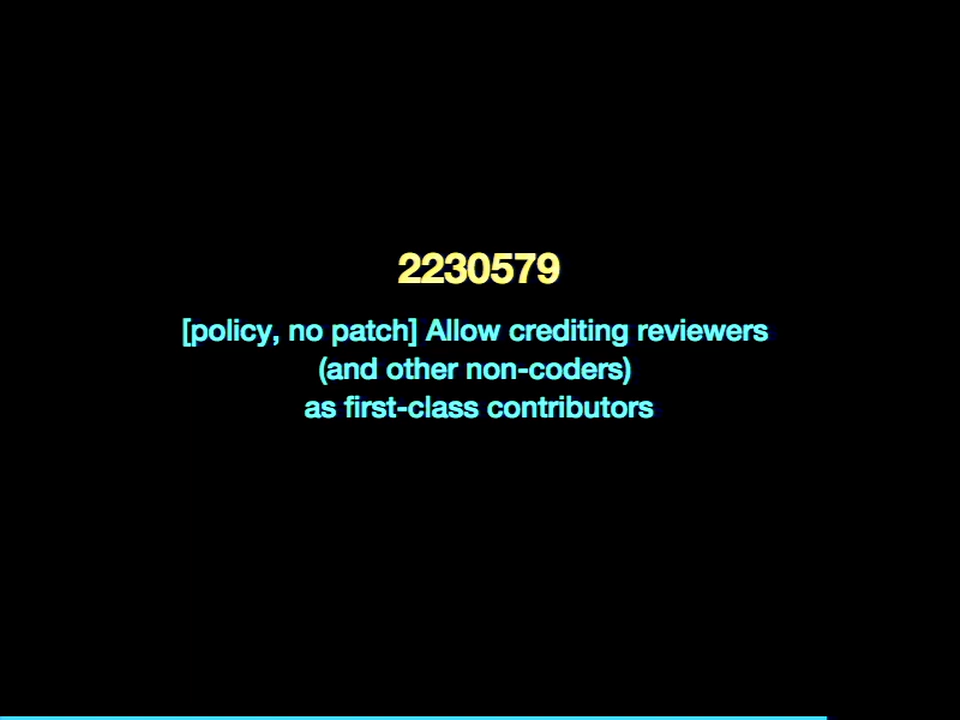 2230579
[policy, no patch] Allow crediting reviewers
(and other non-coders)
as first-class contributors